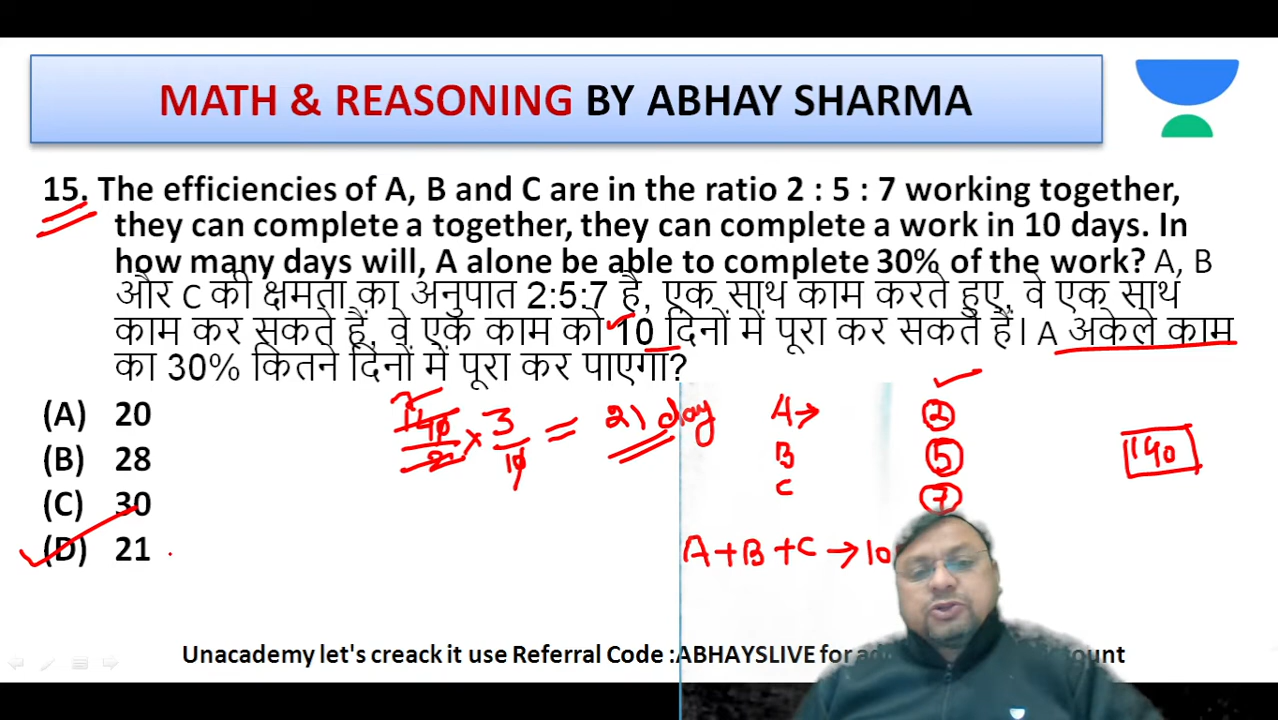 MATH & REASONING BY ABHAY SHARMA
15. The efficiencies of A, B and C are in the ratio 2 : 5 : 7 working together,
they can complete a together, they can complete a work in 10 days. In
how many days will, A alone be able to complete 30% of the work? A, B
और C की क्षमता का अनुपात 2:5:7 है, एक साथ काम करते हुए, वे एक साथ
काम कर सकते हैं, वे एक काम को 10 दिनों में पूरा कर सकते हैं। A अकेले काम
का 30% कितने दिनों में पूरा कर पाएगा?
(A) 20
(B) 28
(C) 30
(D) 21
7
140/2 × 3/10 = 21 day
A → 2
B 5
C 7
140
A+B+C → 10
Unacademy let's creack it use Referral Code :ABHAYSLIVE for